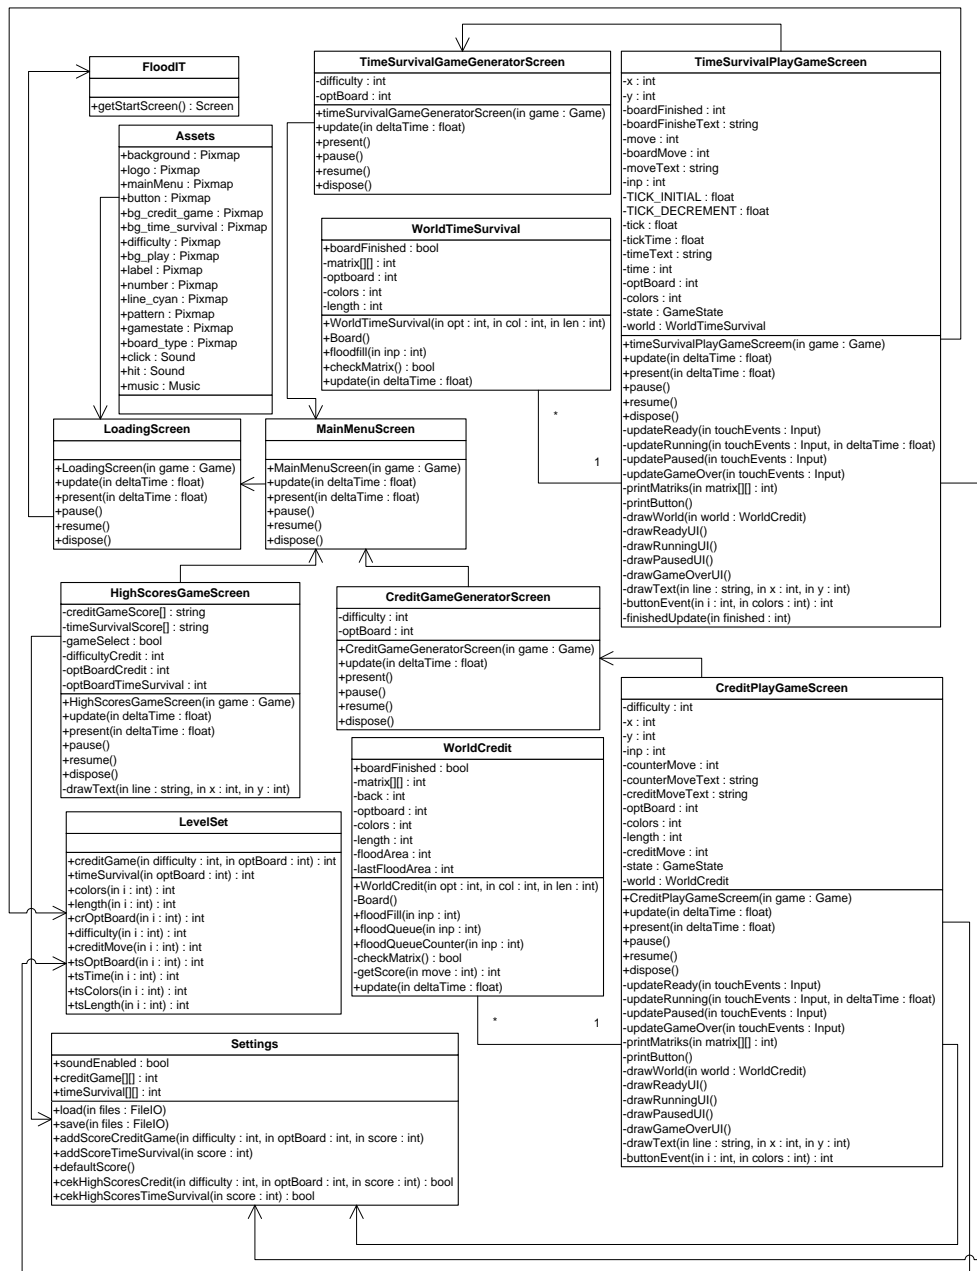 FloodIT
+getStartScreen() : Screen
Assets
+background : Pixmap
+logo : Pixmap
+mainMenu : Pixmap
+button : Pixmap
+bg_credit_game : Pixmap
+bg_time_survival : Pixmap
+difficulty : Pixmap
+bg_play : Pixmap
+label : Pixmap
+number : Pixmap
+line_cyan : Pixmap
+pattern : Pixmap
+gamestate : Pixmap
+board_type : Pixmap
+click : Sound
+hit : Sound
+music : Music
TimeSurvivalGameGeneratorScreen
-difficulty : int
-optBoard : int
+timeSurvivalGameGeneratorScreen(in game : Game)
+update(in deltaTime : float)
+present()
+pause()
+resume()
+dispose()
WorldTimeSurvival
+boardFinished : bool
-matrix[][] : int
-optboard : int
-colors : int
-length : int
+WorldTimeSurvival(in opt : int, in col : int, in len : int)
+Board()
+floodfill(in inp : int)
+checkMatrix() : bool
+update(in deltaTime : float)
TimeSurvivalPlayGameScreen
-x : int
-y : int
-boardFinished : int
-boardFinisheText : string
-move : int
-boardMove : int
-moveText : string
-inp : int
-TICK_INITIAL : float
-TICK_DECREMENT : float
-tick : float
-tickTime : float
-timeText : string
-time : int
-optBoard : int
-colors : int
-state : GameState
-world : WorldTimeSurvival
+timeSurvivalPlayGameScreem(in game : Game)
+update(in deltaTime : float)
+present(in deltaTime : float)
+pause()
+resume()
+dispose()
-updateReady(in touchEvents : Input)
-updateRunning(in touchEvents : Input, in deltaTime : float)
-updatePaused(in touchEvents : Input)
-updateGameOver(in touchEvents : Input)
-printMatriks(in matrix[][] : int)
-printButton()
-drawWorld(in world : WorldCredit)
-drawReadyUI()
-drawRunningUI()
-drawPausedUI()
-drawGameOverUI()
-drawText(in line : string, in x : int, in y : int)
-buttonEvent(in i : int, in colors : int) : int
-finishedUpdate(in finished : int)
*
1
LoadingScreen
+LoadingScreen(in game : Game)
+update(in deltaTime : float)
+present(in deltaTime : float)
+pause()
+resume()
+dispose()
MainMenuScreen
+MainMenuScreen(in game : Game)
+update(in deltaTime : float)
+present(in deltaTime : float)
+pause()
+resume()
+dispose()
HighScoresGameScreen
-creditGameScore[] : string
-timeSurvivalScore[] : string
-gameSelect : bool
-difficultyCredit : int
-optBoardCredit : int
-optBoardTimeSurvival : int
+HighScoresGameScreen(in game : Game)
+update(in deltaTime : float)
+present(in deltaTime : float)
+pause()
+resume()
+dispose()
-drawText(in line : string, in x : int, in y : int)
CreditGameGeneratorScreen
-difficulty : int
-optBoard : int
+CreditGameGeneratorScreen(in game : Game)
+update(in deltaTime : float)
+present()
+pause()
+resume()
+dispose()
CreditPlayGameScreen
-difficulty : int
-x : int
-y : int
-inp : int
-counterMove : int
-counterMoveText : string
-creditMoveText : string
-optBoard : int
-colors : int
-length : int
-creditMove : int
-state : GameState
-world : WorldCredit
+CreditPlayGameScreem(in game : Game)
+update(in deltaTime : float)
+present(in deltaTime : float)
+pause()
+resume()
+dispose()
-updateReady(in touchEvents : Input)
-updateRunning(in touchEvents : Input, in deltaTime : float)
-updatePaused(in touchEvents : Input)
-updateGameOver(in touchEvents : Input)
-printMatriks(in matrix[][] : int)
-printButton()
-drawWorld(in world : WorldCredit)
-drawReadyUI()
-drawRunningUI()
-drawPausedUI()
-drawGameOverUI()
-drawText(in line : string, in x : int, in y : int)
-buttonEvent(in i : int, in colors : int) : int
WorldCredit
+boardFinished : bool
-matrix[][] : int
-back : int
-optboard : int
-colors : int
-length : int
-floodArea : int
-lastFloodArea : int
+WorldCredit(in opt : int, in col : int, in len : int)
-Board()
+floodFill(in inp : int)
+floodQueue(in inp : int)
+floodQueueCounter(in inp : int)
-checkMatrix() : bool
-getScore(in move : int) : int
+update(in deltaTime : float)
*
1
LevelSet
+creditGame(in difficulty : int, in optBoard : int) : int
+timeSurvival(in optBoard : int) : int
+colors(in i : int) : int
+length(in i : int) : int
+crOptBoard(in i : int) : int
+difficulty(in i : int) : int
+creditMove(in i : int) : int
+tsOptBoard(in i : int) : int
+tsTime(in i : int) : int
+tsColors(in i : int) : int
+tsLength(in i : int) : int
Settings
+soundEnabled : bool
+creditGame[][] : int
+timeSurvival[][] : int
+load(in files : FileIO)
+save(in files : FileIO)
+addScoreCreditGame(in difficulty : int, in optBoard : int, in score : int)
+addScoreTimeSurvival(in score : int)
+defaultScore()
+cekHighScoresCredit(in difficulty : int, in optBoard : int, in score : int) : bool
+cekHighScoresTimeSurvival(in score : int) : bool